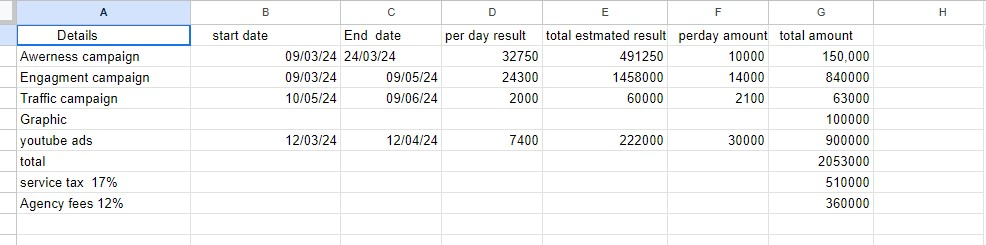 A B C D E F G H
Details start date End date per day result total estmated result perday amount total amount
Awerness campaign 09/03/24 24/03/24 32750 491250 10000 150,000
Engagment campaign 09/03/24 09/05/24 24300 1458000 14000 840000
Traffic campaign 10/05/24 09/06/24 2000 60000 2100 63000
Graphic 100000
youtube ads 12/03/24 12/04/24 7400 222000 30000 900000
total 2053000
service tax 17% 510000
Agency fees 12% 360000